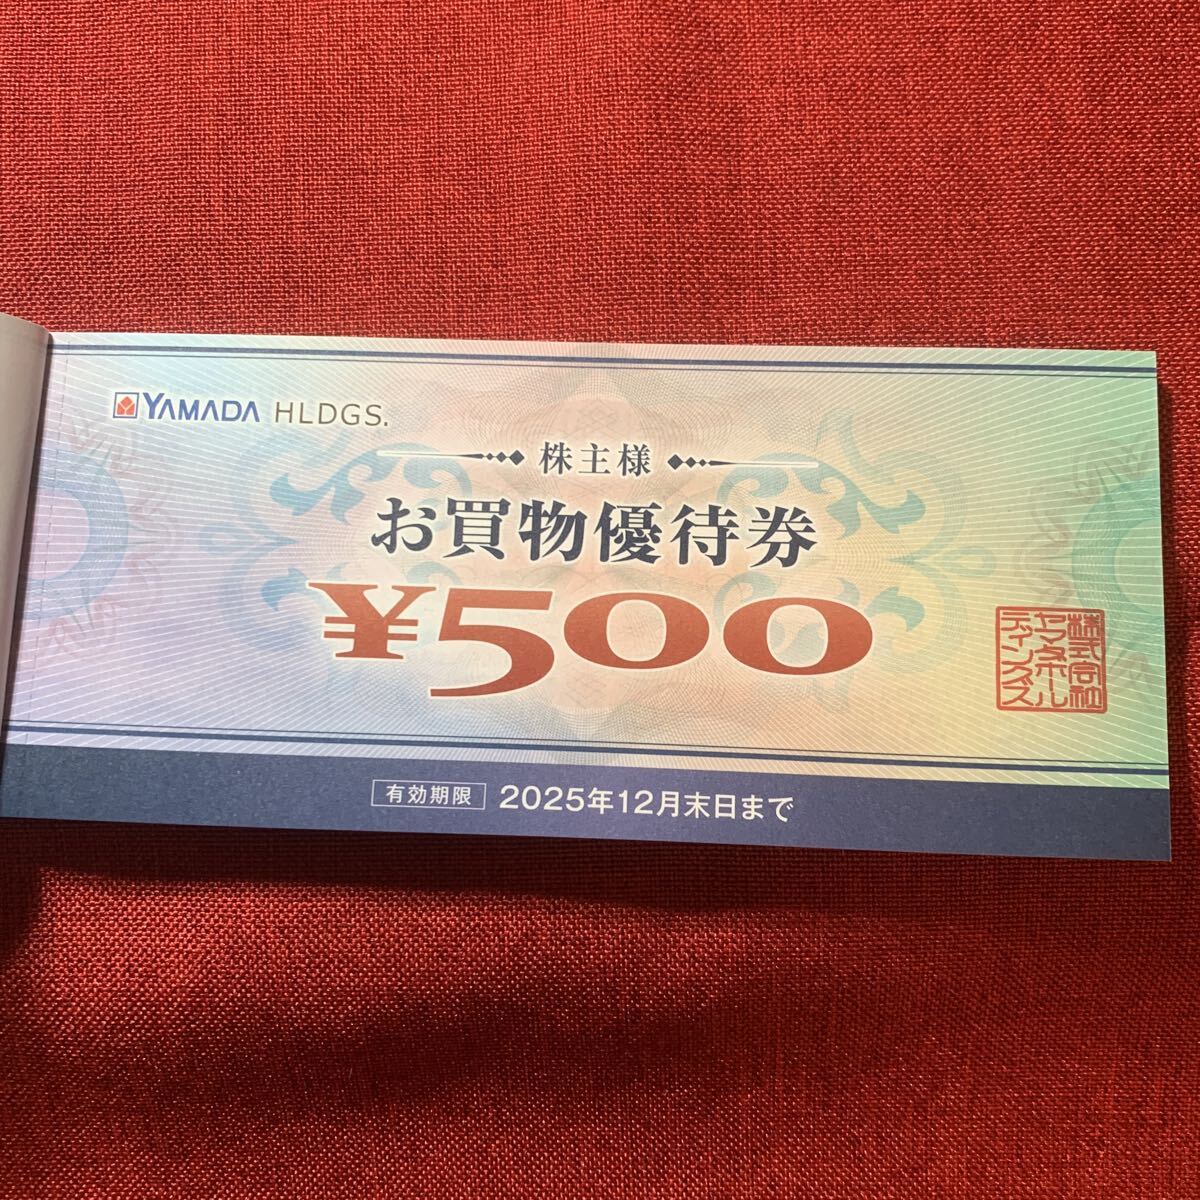 YAMADA HLDGS.
株主様
お買物優待券
¥500
株式会社
ヤマダホール
ディングス
有効期限 2025年12月末日まで